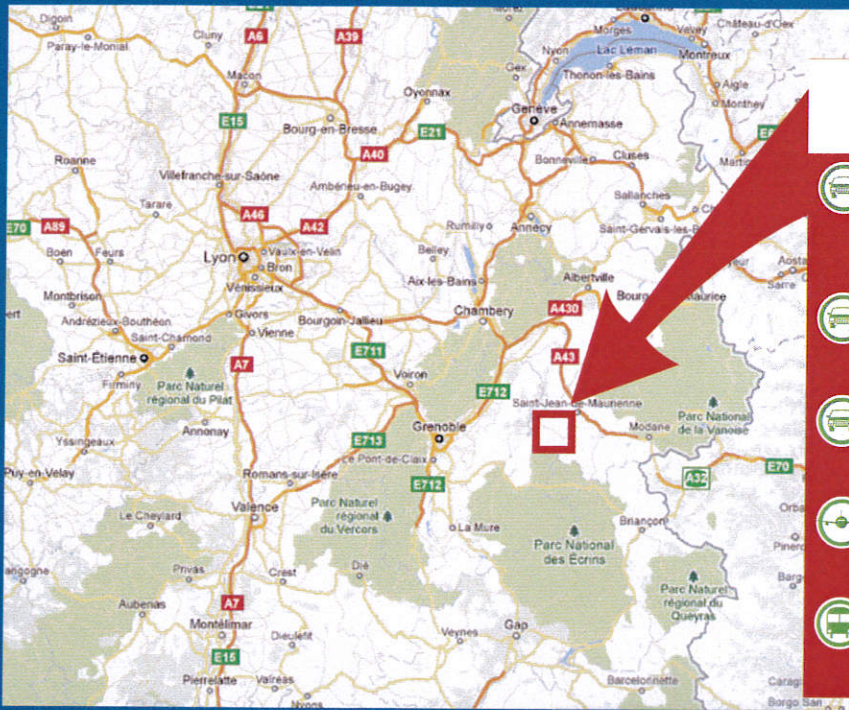 Digoin
Cluny
A6
A39
Morges
Vevey
Château-d'Oex
Paray-le-Monial
Nyon
Lac Léman
Montreux
Gex
Thonon-les-Bains
Macon
Oyonnax
Aigle
Monthey
Genève
E15
Bourg-en-Bresse
E21
Annemasse
Roanne
A40
Bonneville
Cluses
Villefranche-sur-Saône
Ambérieu-en-Bugey
Sallanches
Tarare
A46
A42
Rumilly
Annecy
Saint-Gervais-les-B
E70
A89
Boën
Feurs
Lyon
Vaulx-en-Velin
Belley
Bron
Aix-les-Bains
Albertville
Aosta
Sarre
Vénissieux
Montbrison
Givors
Bourgoin-Jallieu
Chambery
A430
Andrézieux-Bouthéon
Saint-Chamond
Vienne
Saint-Étienne
A7
E711
A43
Firminy
Parc Naturel
régional du Pilat
Voiron
E712
Saint-Jean-de-Maurienne
Annonay
Grenoble
Parc National
de la Vanoise
Modane
Yssingeaux
E713
Le Pont-de-Claix
Puy-en-Velay
Romans-sur-Isère
E712
A32
E70
Valence
Parc Naturel
régional
du Vercors
Le Cheylard
La Mure
Briançon
Parc National
des Écrins
Privas
Crest
Dié
Parc Naturel
régional du
Queyras
Aubenas
A7
Montélimar
Dieulefit
Veynes
Gap
E15
Pierrelatte
Valréas
Barcelonnette
Nyons
Borgo San